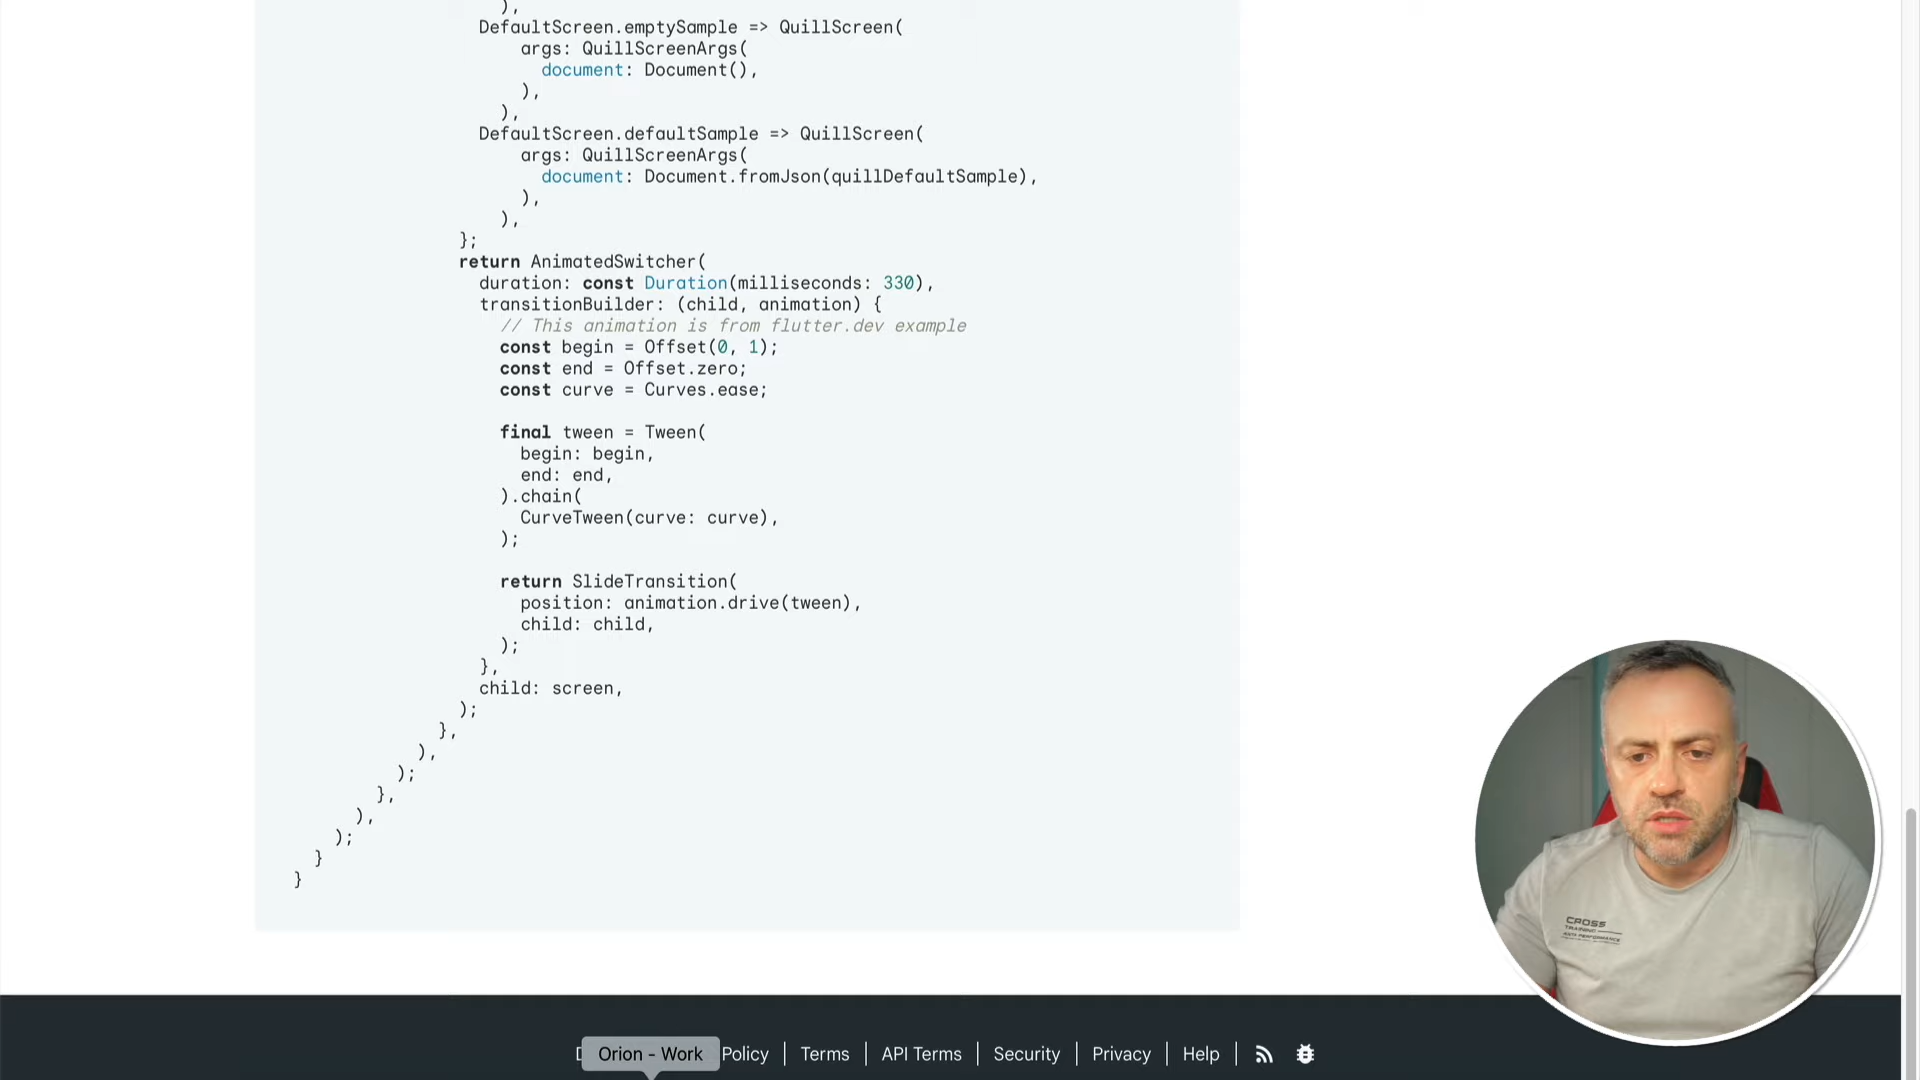 ),
DefaultScreen.emptySample => QuillScreen(
args: QuillScreenArgs(
document: Document(),
),
),
DefaultScreen.defaultSample => QuillScreen(
args: QuillScreenArgs(
document: Document.fromJson(quillDefaultSample),
),
),
};
return AnimatedSwitcher(
duration: const Duration(milliseconds: 330),
transitionBuilder: (child, animation) {
// This animation is from flutter.dev example
const begin = Offset(0, 1);
const end = Offset.zero;
const curve = Curves.ease;
final tween = Tween(
begin: begin,
end: end,
).chain(
CurveTween(curve: curve),
);
return SlideTransition(
position: animation.drive(tween),
child: child,
);
},
child: screen,
);
},
),
);
},
),
);
}
}
CROSS
TRAINING
Orion - Work Policy | Terms | API Terms | Security | Privacy | Help |